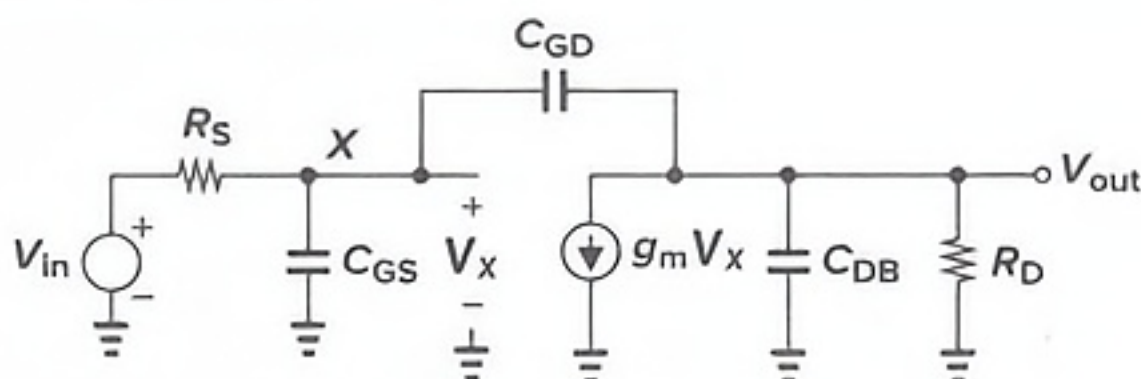 C_GD
R_S
X
V_out
+
+
V_in
C_GS
V_X
g_m V_X
C_DB
R_D
−
−